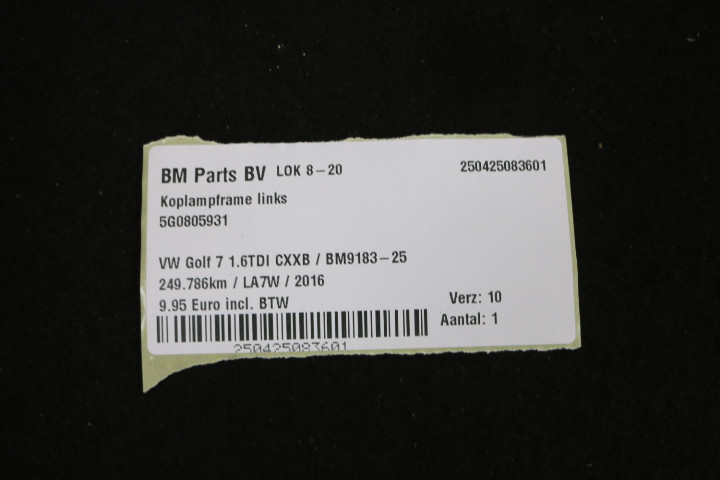 BM Parts BV LOK 8-20 250425083601
Koplampframe links
5G0805931
VW Golf 7 1.6TDI CXXB / BM9183-25
249.786km / LA7W / 2016
9.95 Euro incl. BTW Verz: 10
Aantal: 1
250425083601